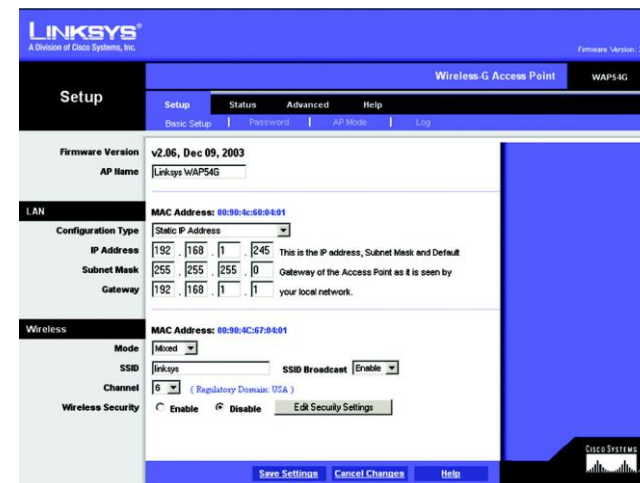 LINKSYS®
A Division of Cisco Systems, Inc.
Firmware Version:
Wireless-G Access Point WAP54G
Setup
Setup Status Advanced Help
Basic Setup | Password | AP Mode | Log
Firmware Version v2.06, Dec 09, 2003
AP Name Linksys WAP54G
LAN MAC Address: 00:90:4c:60:04:01
Configuration Type Static IP Address
IP Address 192 . 168 . 1 . 245 This is the IP address, Subnet Mask and Default
Subnet Mask 255 . 255 . 255 . 0 Gateway of the Access Point as it is seen by
Gateway 192 . 168 . 1 . 1 your local network.
Wireless MAC Address: 00:90:4C:67:04:01
Mode Mixed
SSID linksys SSID Broadcast Enable
Channel 6 ( Regulatory Domain: USA )
Wireless Security Enable Disable Edit Security Settings
Save Settings Cancel Changes Help
CISCO SYSTEMS